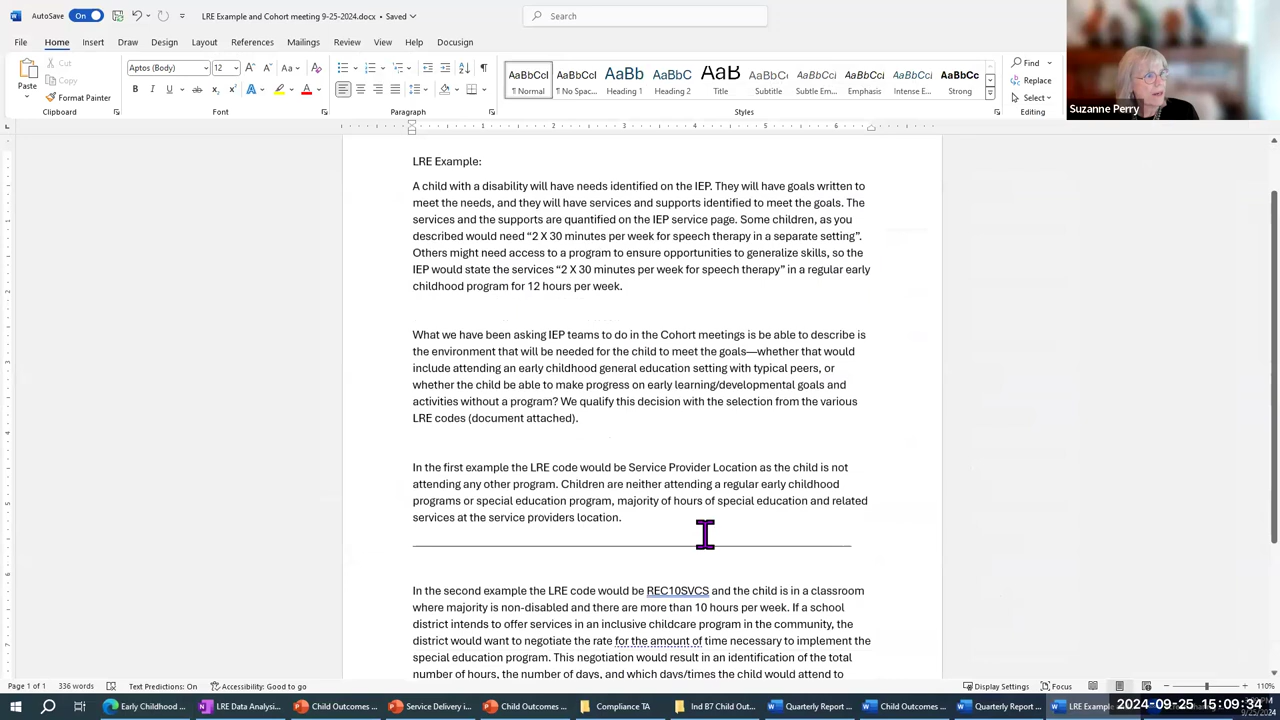 AutoSave On LRE Example and Cohort meeting 9-25-2024.docx • Saved Search
File Home Insert Draw Design Layout References Mailings Review View Help Docusign
Paste Cut Copy Format Painter
Clipboard
Aptos (Body) 12
Font
Paragraph
AaBbCcI Normal
AaBbCcI No Spac...
AaBbC Heading 1
AaBbC Heading 2
AaB Title
AaBbCcI Subtitle
AaBbCcI Subtle Em...
AaBbCcI Emphasis
AaBbCcI Intense E...
AaBbCc Strong
Styles
Find
Replace
Select
Editing
Suzanne Perry
LRE Example:
A child with a disability will have needs identified on the IEP. They will have goals written to
meet the needs, and they will have services and supports identified to meet the goals. The
services and the supports are quantified on the IEP service page. Some children, as you
described would need “2 X 30 minutes per week for speech therapy in a separate setting”.
Others might need access to a program to ensure opportunities to generalize skills, so the
IEP would state the services “2 X 30 minutes per week for speech therapy” in a regular early
childhood program for 12 hours per week.
What we have been asking IEP teams to do in the Cohort meetings is be able to describe is
the environment that will be needed for the child to meet the goals—whether that would
include attending an early childhood general education setting with typical peers, or
whether the child be able to make progress on early learning/developmental goals and
activities without a program? We qualify this decision with the selection from the various
LRE codes (document attached).
In the first example the LRE code would be Service Provider Location as the child is not
attending any other program. Children are neither attending a regular early childhood
programs or special education program, majority of hours of special education and related
services at the service providers location.
In the second example the LRE code would be REC10SVCS and the child is in a classroom
where majority is non-disabled and there are more than 10 hours per week. If a school
district intends to offer services in an inclusive childcare program in the community, the
district would want to negotiate the rate for the amount of time necessary to implement the
special education program. This negotiation would result in an identification of the total
number of hours, the number of days, and which days/times the child would attend to
Page 1 of 1 336 words Text Predictions: On Accessibility: Good to go Display Settings Focus 110%
Early Childhood ... LRE Data Analysi... Child Outcomes ... Service Delivery i... Child Outcomes ... Compliance TA Ind B7 Child Out... Quarterly Report ... Child Outcomes ... Quarterly Report ... LRE Example
2024-09-25 15:09:34